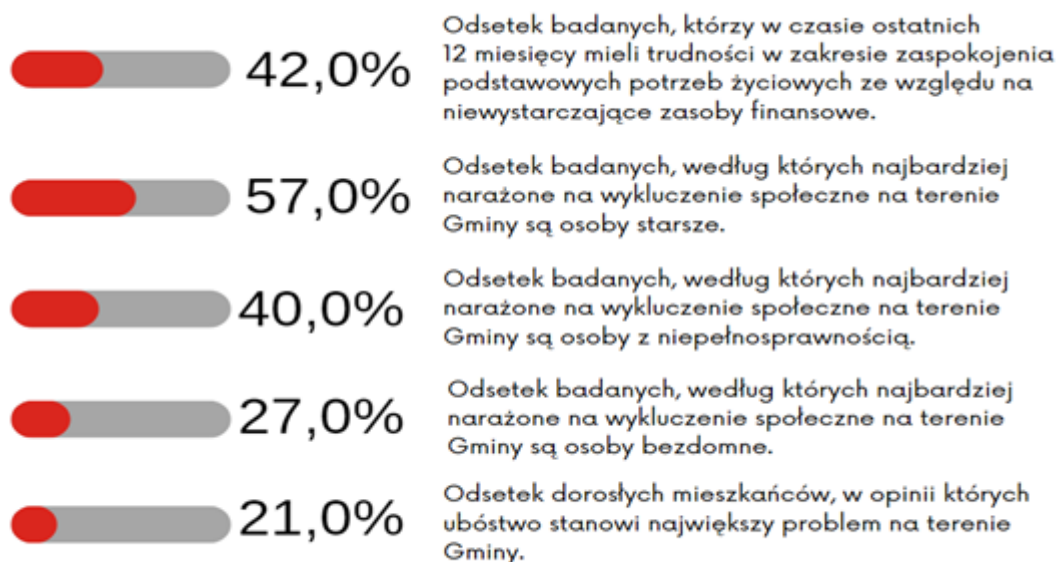 42,0%
Odsetek badanych, którzy w czasie ostatnich
12 miesięcy mieli trudności w zakresie zaspokojenia
podstawowych potrzeb życiowych ze względu na
niewystarczające zasoby finansowe.
57,0%
Odsetek badanych, według których najbardziej
narażone na wykluczenie społeczne na terenie
Gminy są osoby starsze.
40,0%
Odsetek badanych, według których najbardziej
narażone na wykluczenie społeczne na terenie
Gminy są osoby z niepełnosprawnością.
27,0%
Odsetek badanych, według których najbardziej
narażone na wykluczenie społeczne na terenie
Gminy są osoby bezdomne.
21,0%
Odsetek dorosłych mieszkańców, w opinii których
ubóstwo stanowi największy problem na terenie
Gminy.